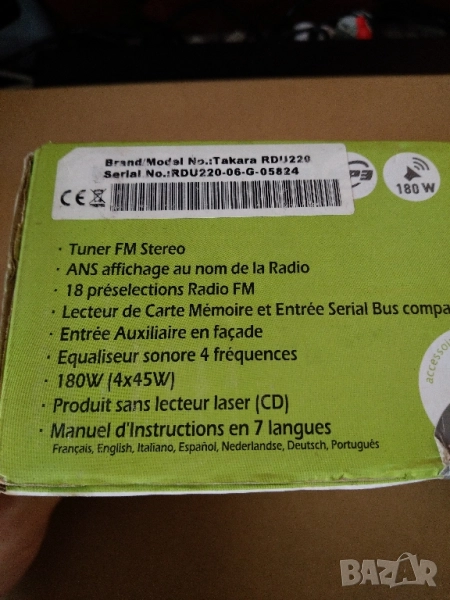 Brand/Model No.:Takara RDU220
Serial No.:RDU220-06-G-05824
CE
MP3
180 W
· Tuner FM Stereo
· ANS affichage au nom de la Radio
· 18 préselections Radio FM
· Lecteur de Carte Mémoire et Entrée Serial Bus compa
· Entrée Auxiliaire en façade
· Equaliseur sonore 4 fréquences
· 180W (4x45W)
· Produit sans lecteur laser (CD)
· Manuel d'Instructions en 7 langues
Français, English, Italiano, Español, Nederlandse, Deutsch, Português
accessoi
BAZAR